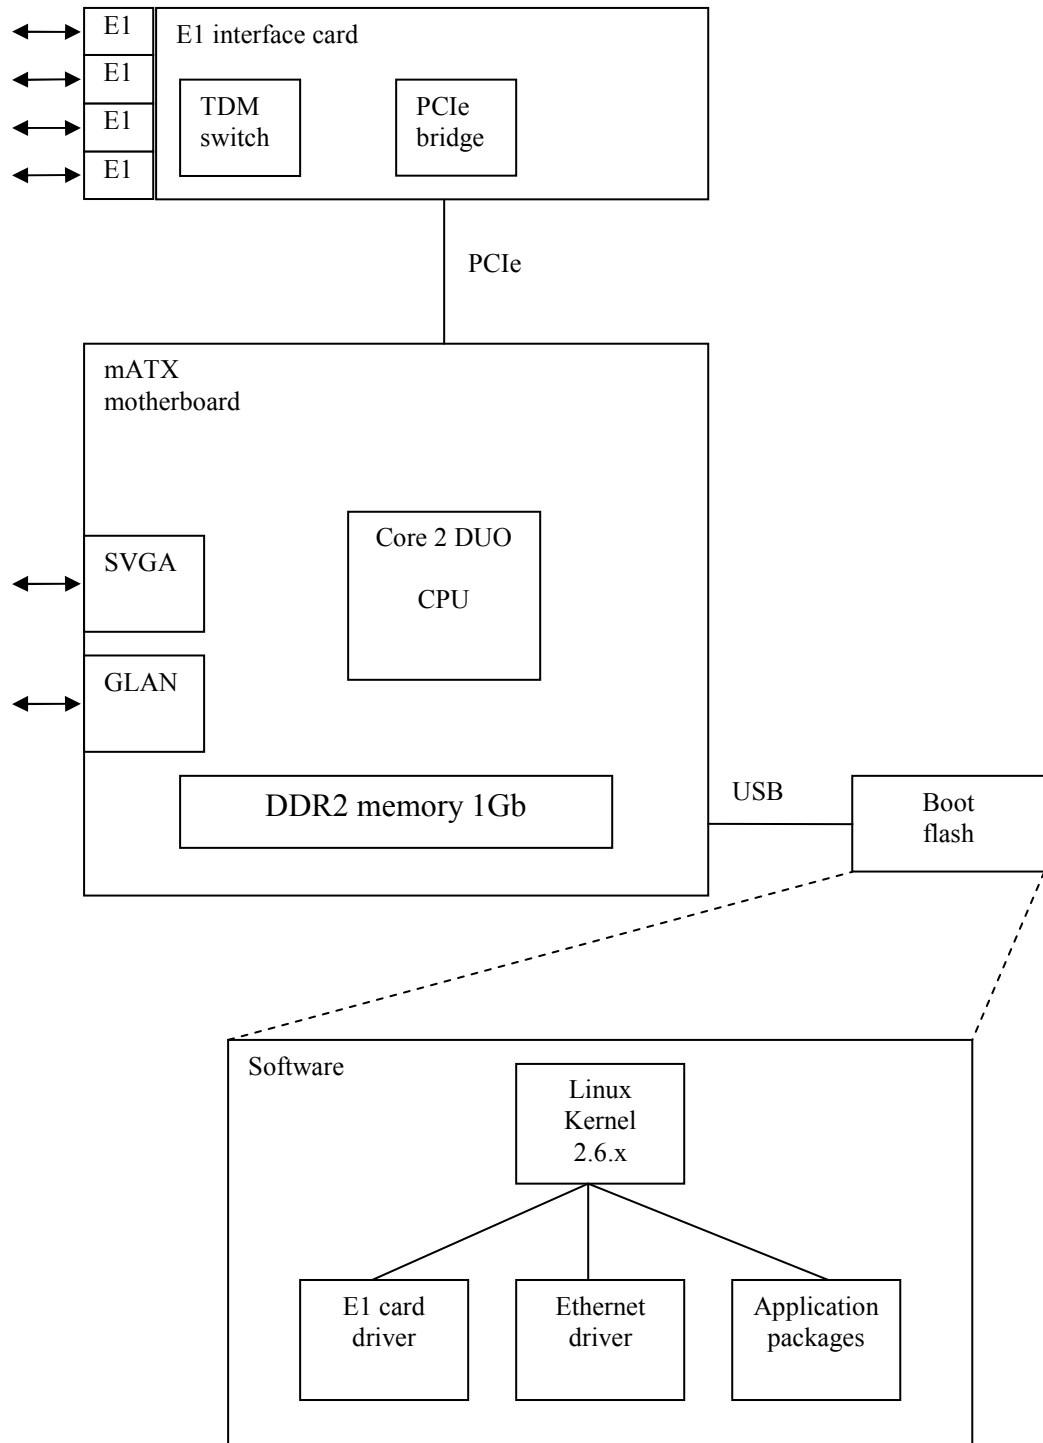 E1
E1
E1
E1
E1 interface card
TDM
switch
PCIe
bridge
PCIe
mATX
motherboard
Core 2 DUO
CPU
SVGA
GLAN
DDR2 memory 1Gb
USB
Boot
flash
Software
Linux
Kernel
2.6.x
E1 card
driver
Ethernet
driver
Application
packages